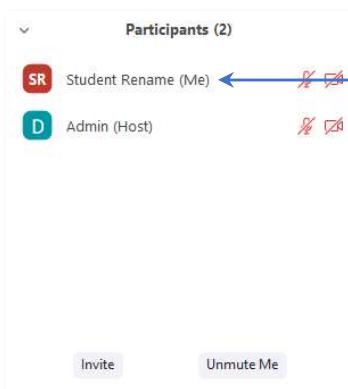 Participants (2)
SR Student Rename (Me)
D Admin (Host)
Invite Unmute Me